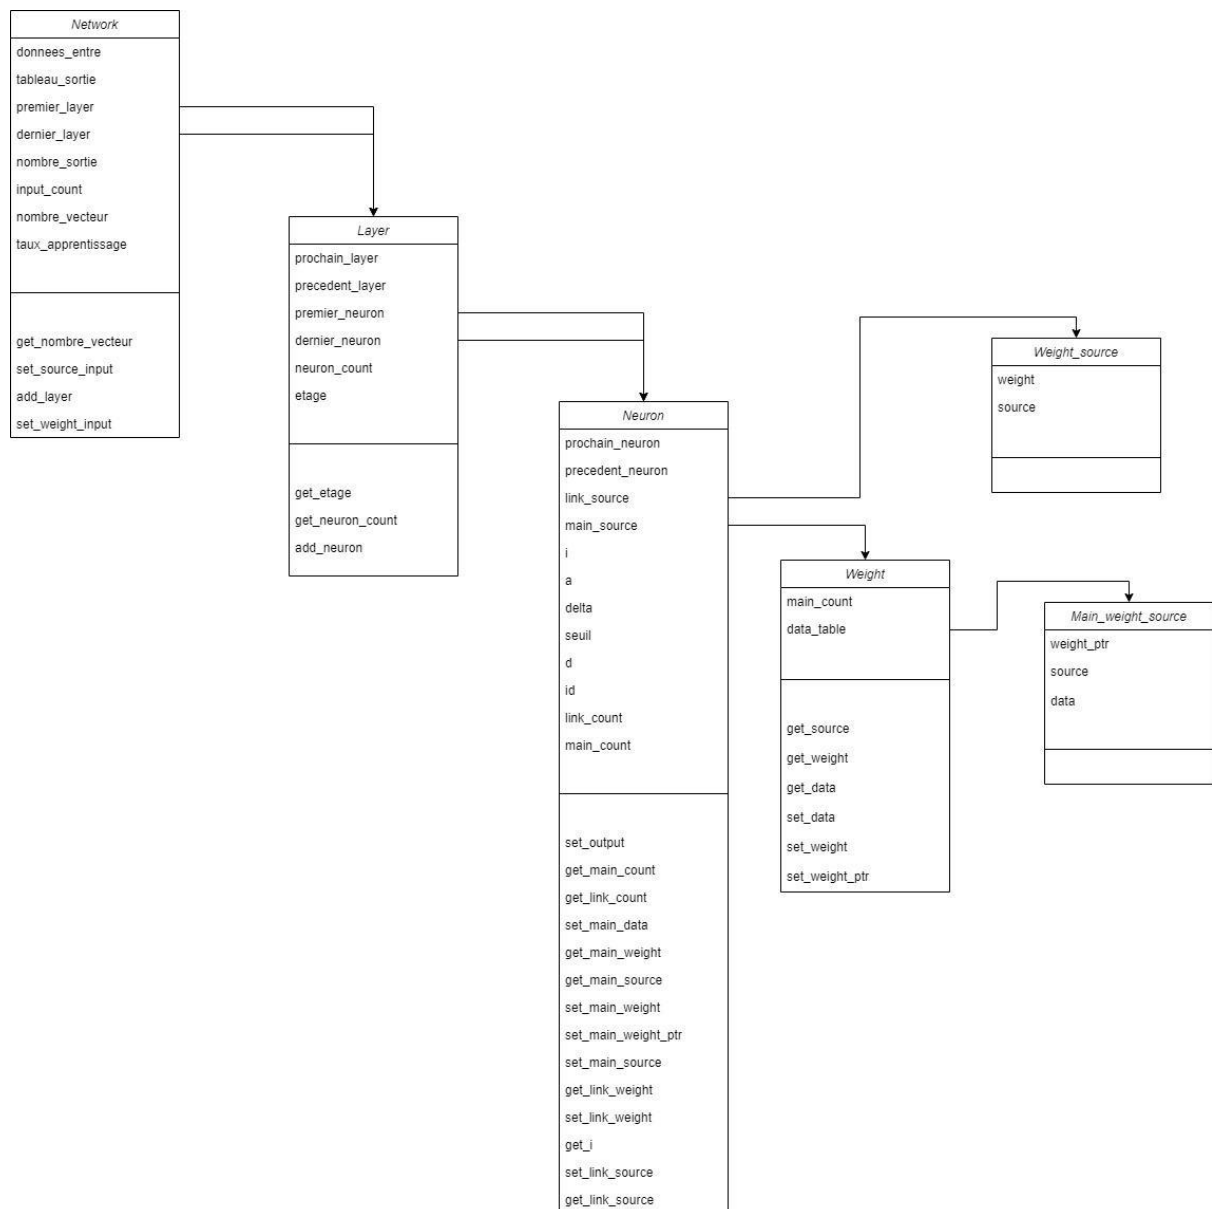 Network
donnees_entre
tableau_sortie
premier_layer
dernier_layer
nombre_sortie
input_count
nombre_vecteur
taux_apprentissage
get_nombre_vecteur
set_source_input
add_layer
set_weight_input
Layer
prochain_layer
precedent_layer
premier_neuron
dernier_neuron
neuron_count
etage
get_etage
get_neuron_count
add_neuron
Neuron
prochain_neuron
precedent_neuron
link_source
main_source
i
a
delta
seuil
d
id
link_count
main_count
set_output
get_main_count
get_link_count
set_main_data
get_main_weight
get_main_source
set_main_weight
set_main_weight_ptr
set_main_source
get_link_weight
set_link_weight
get_i
set_link_source
get_link_source
Weight_source
weight
source
Weight
main_count
data_table
get_source
get_weight
get_data
set_data
set_weight
set_weight_ptr
Main_weight_source
weight_ptr
source
data